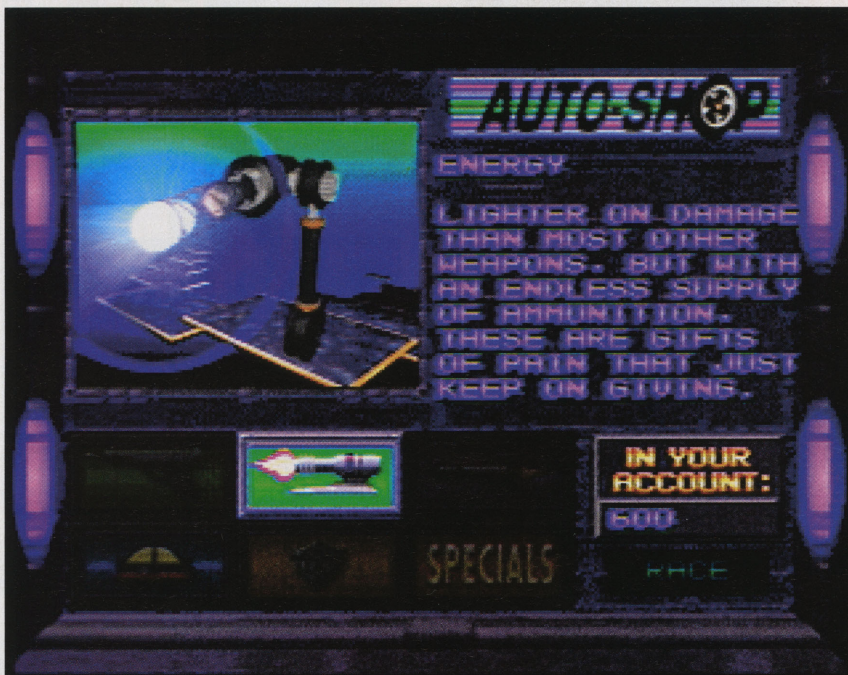 AUTO-SHOP
ENERGY
LIGHTER ON DAMAGE
THAN MOST OTHER
WEAPONS. BUT WITH
AN ENDLESS SUPPLY
OF AMMUNITION.
THESE ARE GIFTS
OF PAIN THAT JUST
KEEP ON GIVING.
IN YOUR
ACCOUNT:
600
SPECIALS
RACE